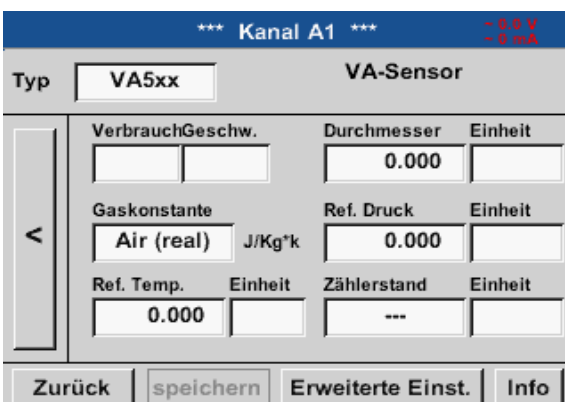 *** Kanal A1 ***
~ 0.0 V
~ 0 mA
Typ VA5xx VA-Sensor
VerbrauchGeschw. Durchmesser Einheit
0.000
Gaskonstante Ref. Druck Einheit
< Air (real) J/Kg*k 0.000
Ref. Temp. Einheit Zählerstand Einheit
0.000 ---
Zurück speichern Erweiterte Einst. Info